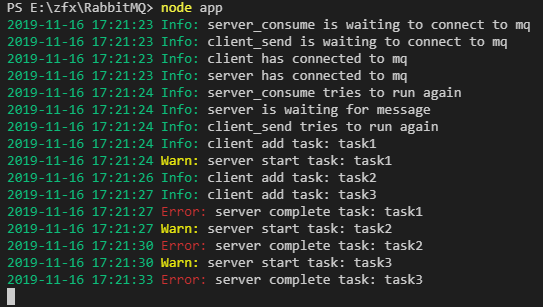 PS E:\zfx\RabbitMQ> node app
2019-11-16 17:21:23 Info: server_consume is waiting to connect to mq
2019-11-16 17:21:23 Info: client_send is waiting to connect to mq
2019-11-16 17:21:23 Info: client has connected to mq
2019-11-16 17:21:23 Info: server has connected to mq
2019-11-16 17:21:24 Info: server_consume tries to run again
2019-11-16 17:21:24 Info: server is waiting for message
2019-11-16 17:21:24 Info: client_send tries to run again
2019-11-16 17:21:24 Info: client add task: task1
2019-11-16 17:21:24 Warn: server start task: task1
2019-11-16 17:21:26 Info: client add task: task2
2019-11-16 17:21:27 Info: client add task: task3
2019-11-16 17:21:27 Error: server complete task: task1
2019-11-16 17:21:27 Warn: server start task: task2
2019-11-16 17:21:30 Error: server complete task: task2
2019-11-16 17:21:30 Warn: server start task: task3
2019-11-16 17:21:33 Error: server complete task: task3